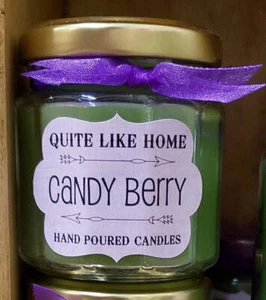 QUITE LIKE HOME
CANDY BERRY
HAND POURED CANDLES